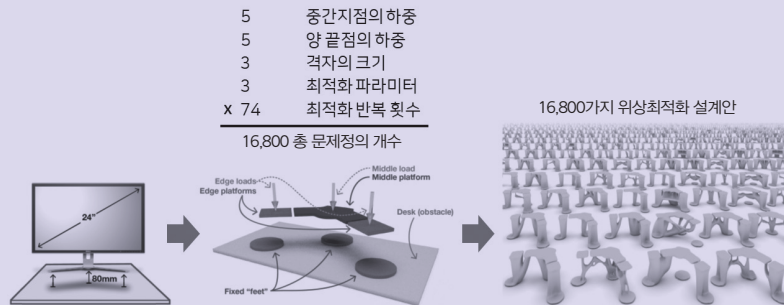 5 중간지점의 하중
5 양 끝점의 하중
3 격자의 크기
3 최적화 파라미터
x 74 최적화 반복 횟수
16,800 총 문제정의 개수
16,800가지 위상최적화 설계안
24"
80mm
Edge loads
Edge platforms
Middle load
Middle platform
Desk (obstacle)
Fixed "feet"